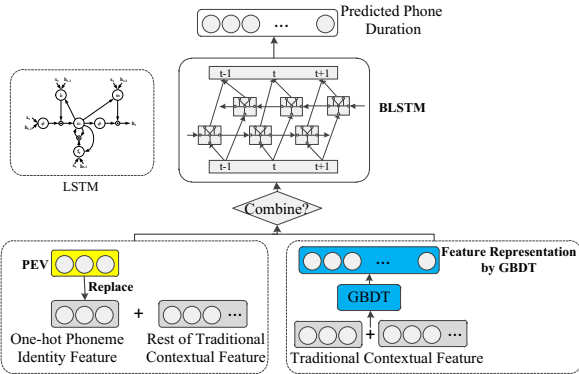 Predicted Phone
Duration
...
t-1 t t+1
BLSTM
t-1 t t+1
LSTM
Combine?
PEV
Replace
+
...
One-hot Phoneme
Identity Feature
Rest of Traditional
Contextual Feature
...
Feature Representation
by GBDT
GBDT
+
...
Traditional Contextual Feature